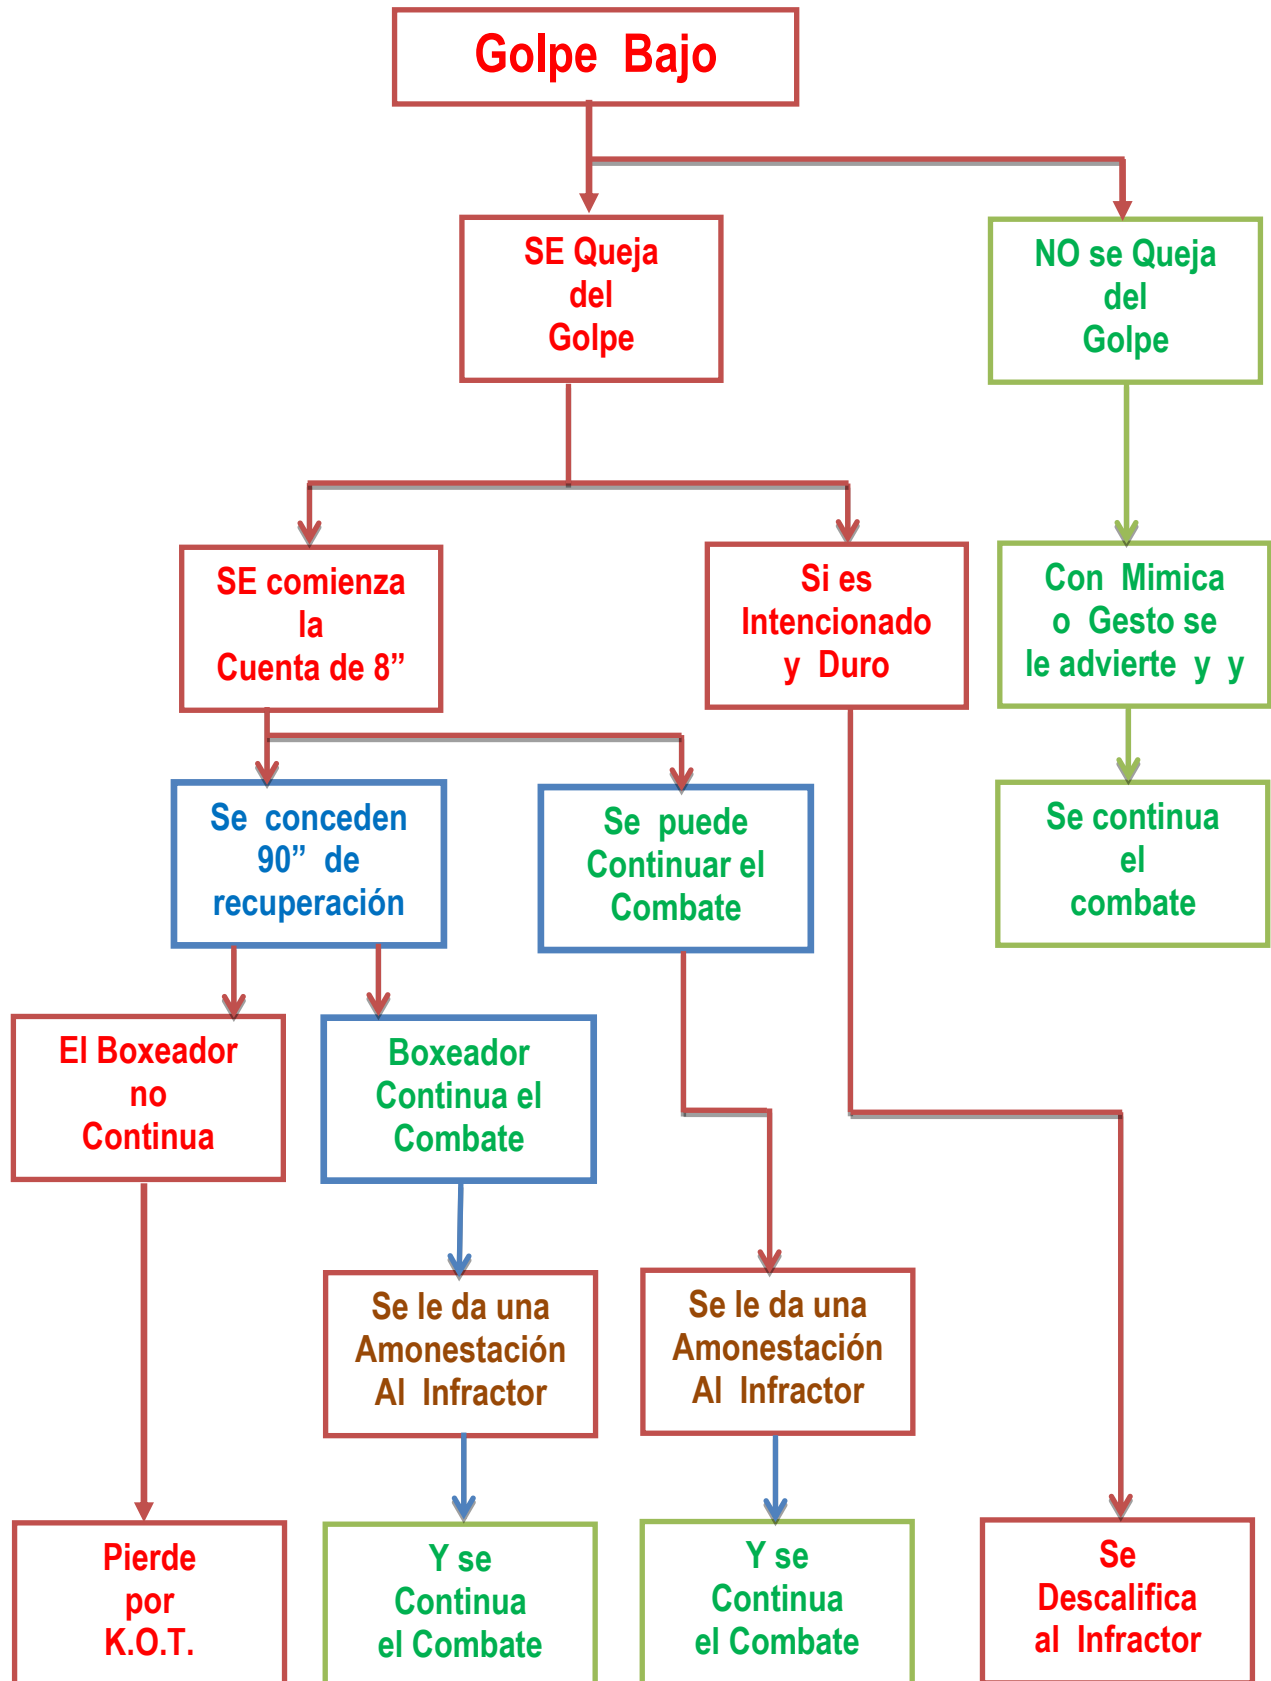 Golpe Bajo
SE Queja
del
Golpe
NO se Queja
del
Golpe
SE comienza
la
Cuenta de 8”
Si es
Intencionado
y Duro
Con Mimica
o Gesto se
le advierte y y
Se conceden
90” de
recuperación
Se puede
Continuar el
Combate
Se continua
el
combate
El Boxeador
no
Continua
Boxeador
Continua el
Combate
Se le da una
Amonestación
Al Infractor
Se le da una
Amonestación
Al Infractor
Pierde
por
K.O.T.
Y se
Continua
el Combate
Y se
Continua
el Combate
Se
Descalifica
al Infractor